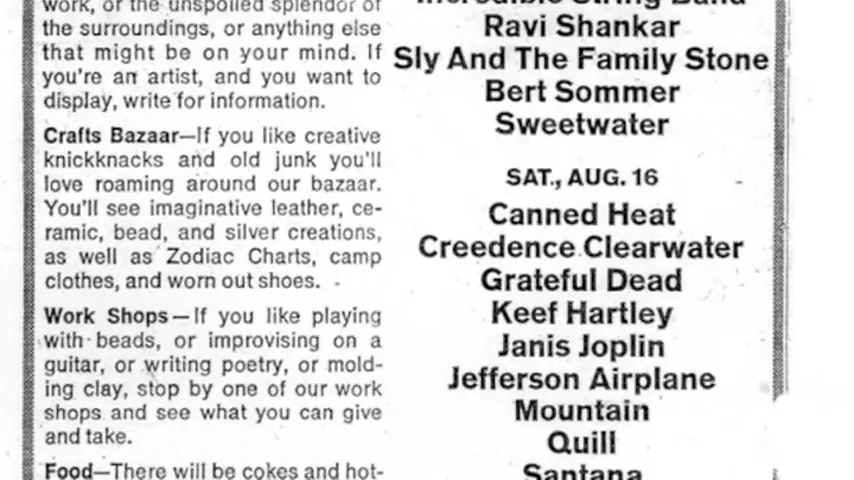 work, or the unspoiled splendor of
the surroundings, or anything else
that might be on your mind. If
you're an artist, and you want to
display, write for information.
Crafts Bazaar—If you like creative
knickknacks and old junk you'll
love roaming around our bazaar.
You'll see imaginative leather, ce-
ramic, bead, and silver creations,
as well as Zodiac Charts, camp
clothes, and worn out shoes.
Work Shops—If you like playing
with beads, or improvising on a
guitar, or writing poetry, or mold-
ing clay, stop by one of our work
shops and see what you can give
and take.
Food—There will be cokes and hot-
Incredible String Band
Ravi Shankar
Sly And The Family Stone
Bert Sommer
Sweetwater
SAT., AUG. 16
Canned Heat
Creedence Clearwater
Grateful Dead
Keef Hartley
Janis Joplin
Jefferson Airplane
Mountain
Quill
Santana